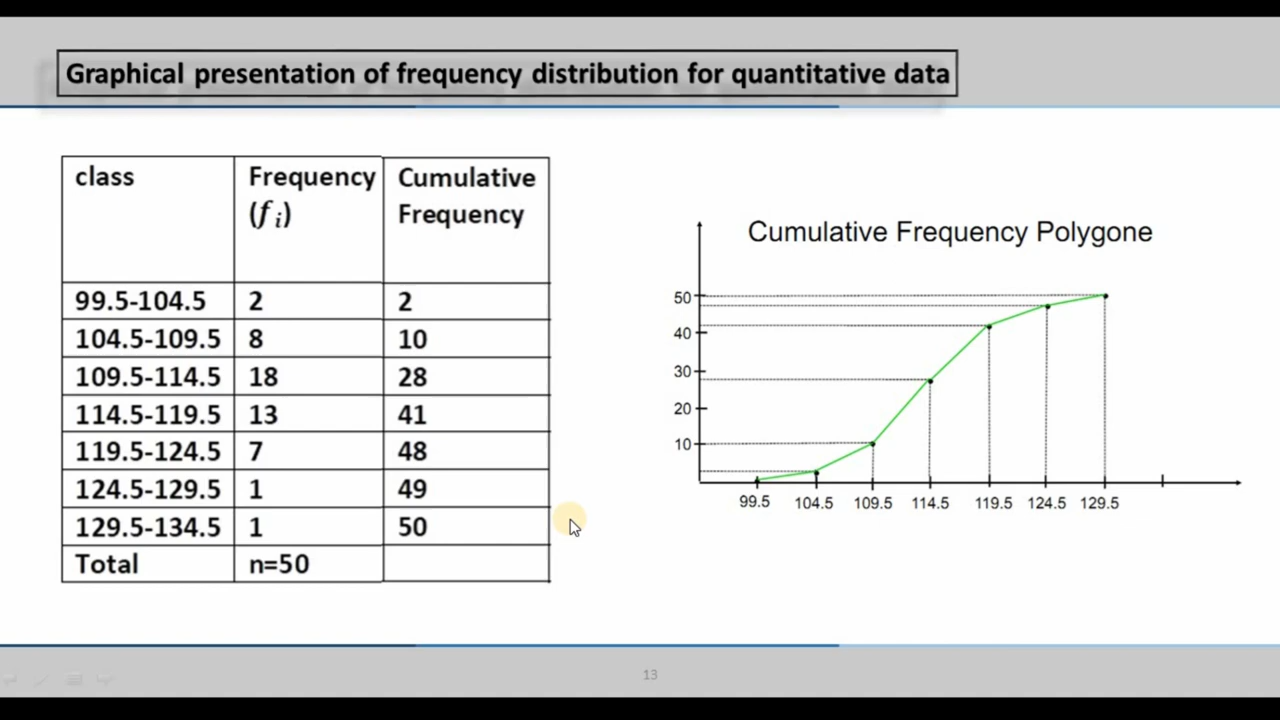 Graphical presentation of frequency distribution for quantitative data
class Frequency Cumulative
(f i) Frequency
99.5-104.5 2 2
104.5-109.5 8 10
109.5-114.5 18 28
114.5-119.5 13 41
119.5-124.5 7 48
124.5-129.5 1 49
129.5-134.5 1 50
Total n=50
Cumulative Frequency Polygone
50
40
30
20
10
99.5 104.5 109.5 114.5 119.5 124.5 129.5
13